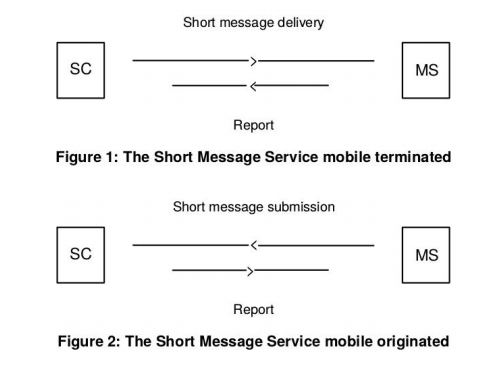 Short message delivery
SC
MS
Report
Figure 1: The Short Message Service mobile terminated
Short message submission
SC
MS
Report
Figure 2: The Short Message Service mobile originated